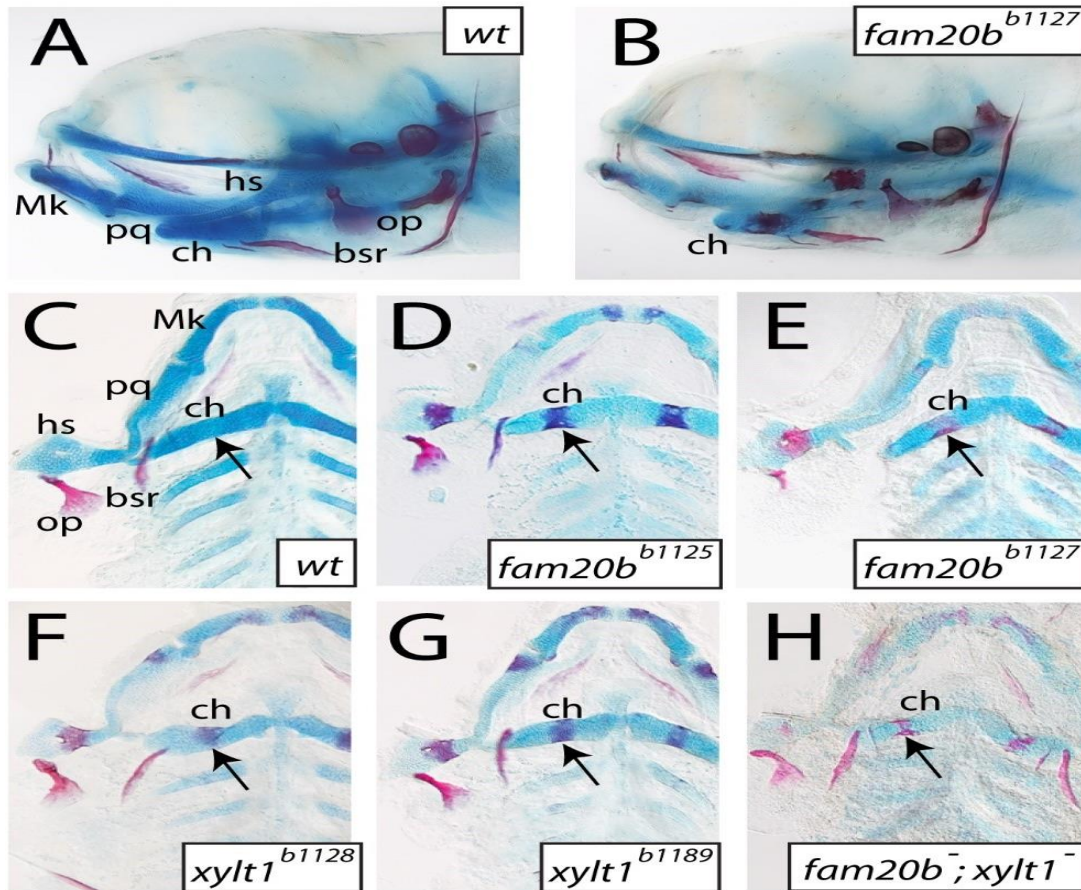 A
wt
hs
Mk
pq
ch
bsr
op
B
fam20b b1127
ch
C
Mk
pq
ch
hs
bsr
op
wt
D
ch
fam20b b1125
E
ch
fam20b b1127
F
ch
xylt1 b1128
G
ch
xylt1 b1189
H
ch
fam20b-; xylt1-